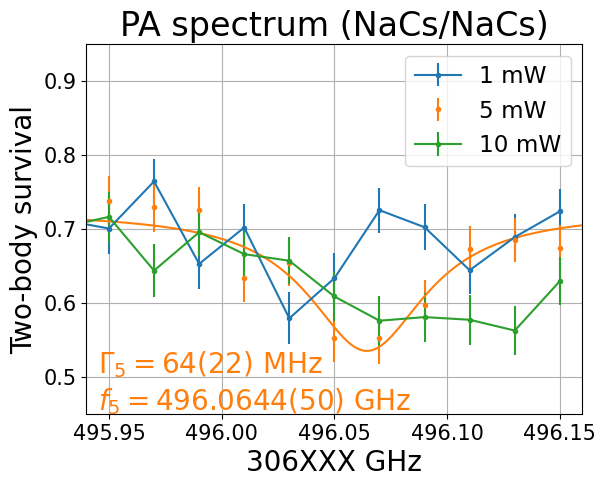 PA spectrum (NaCs/NaCs)
1 mW
5 mW
10 mW
Two-body survival
0.9
0.8
0.7
0.6
0.5
Γ₅ = 64(22) MHz
f₅ = 496.0644(50) GHz
495.95 496.00 496.05 496.10 496.15
306XXX GHz